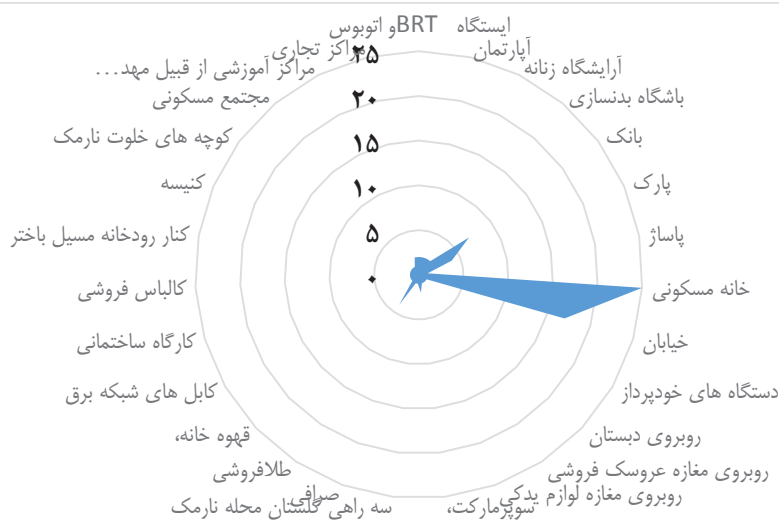 ایستگاه BRTو اتوبوس
آپارتمان
آرایشگاه زنانه
باشگاه بدنسازی
بانک
پارک
پاساژ
خانه مسکونی
خیابان
دستگاه های خودپرداز
روبروی دبستان
روبروی مغازه عروسک فروشی
روبروی مغازه لوازم یدکی
سوپرمارکت،
سه راهی گلستان محله نارمک
صرافی
طلافروشی
قهوه خانه،
کابل های شبکه برق
کارگاه ساختمانی
کالباس فروشی
کنار رودخانه مسیل باختر
کنیسه
کوچه های خلوت نارمک
مجتمع مسکونی
مراکز آموزشی از قبیل مهد...
مراکز تجاری
۲۵
۲۰
۱۵
۱۰
۵
۰